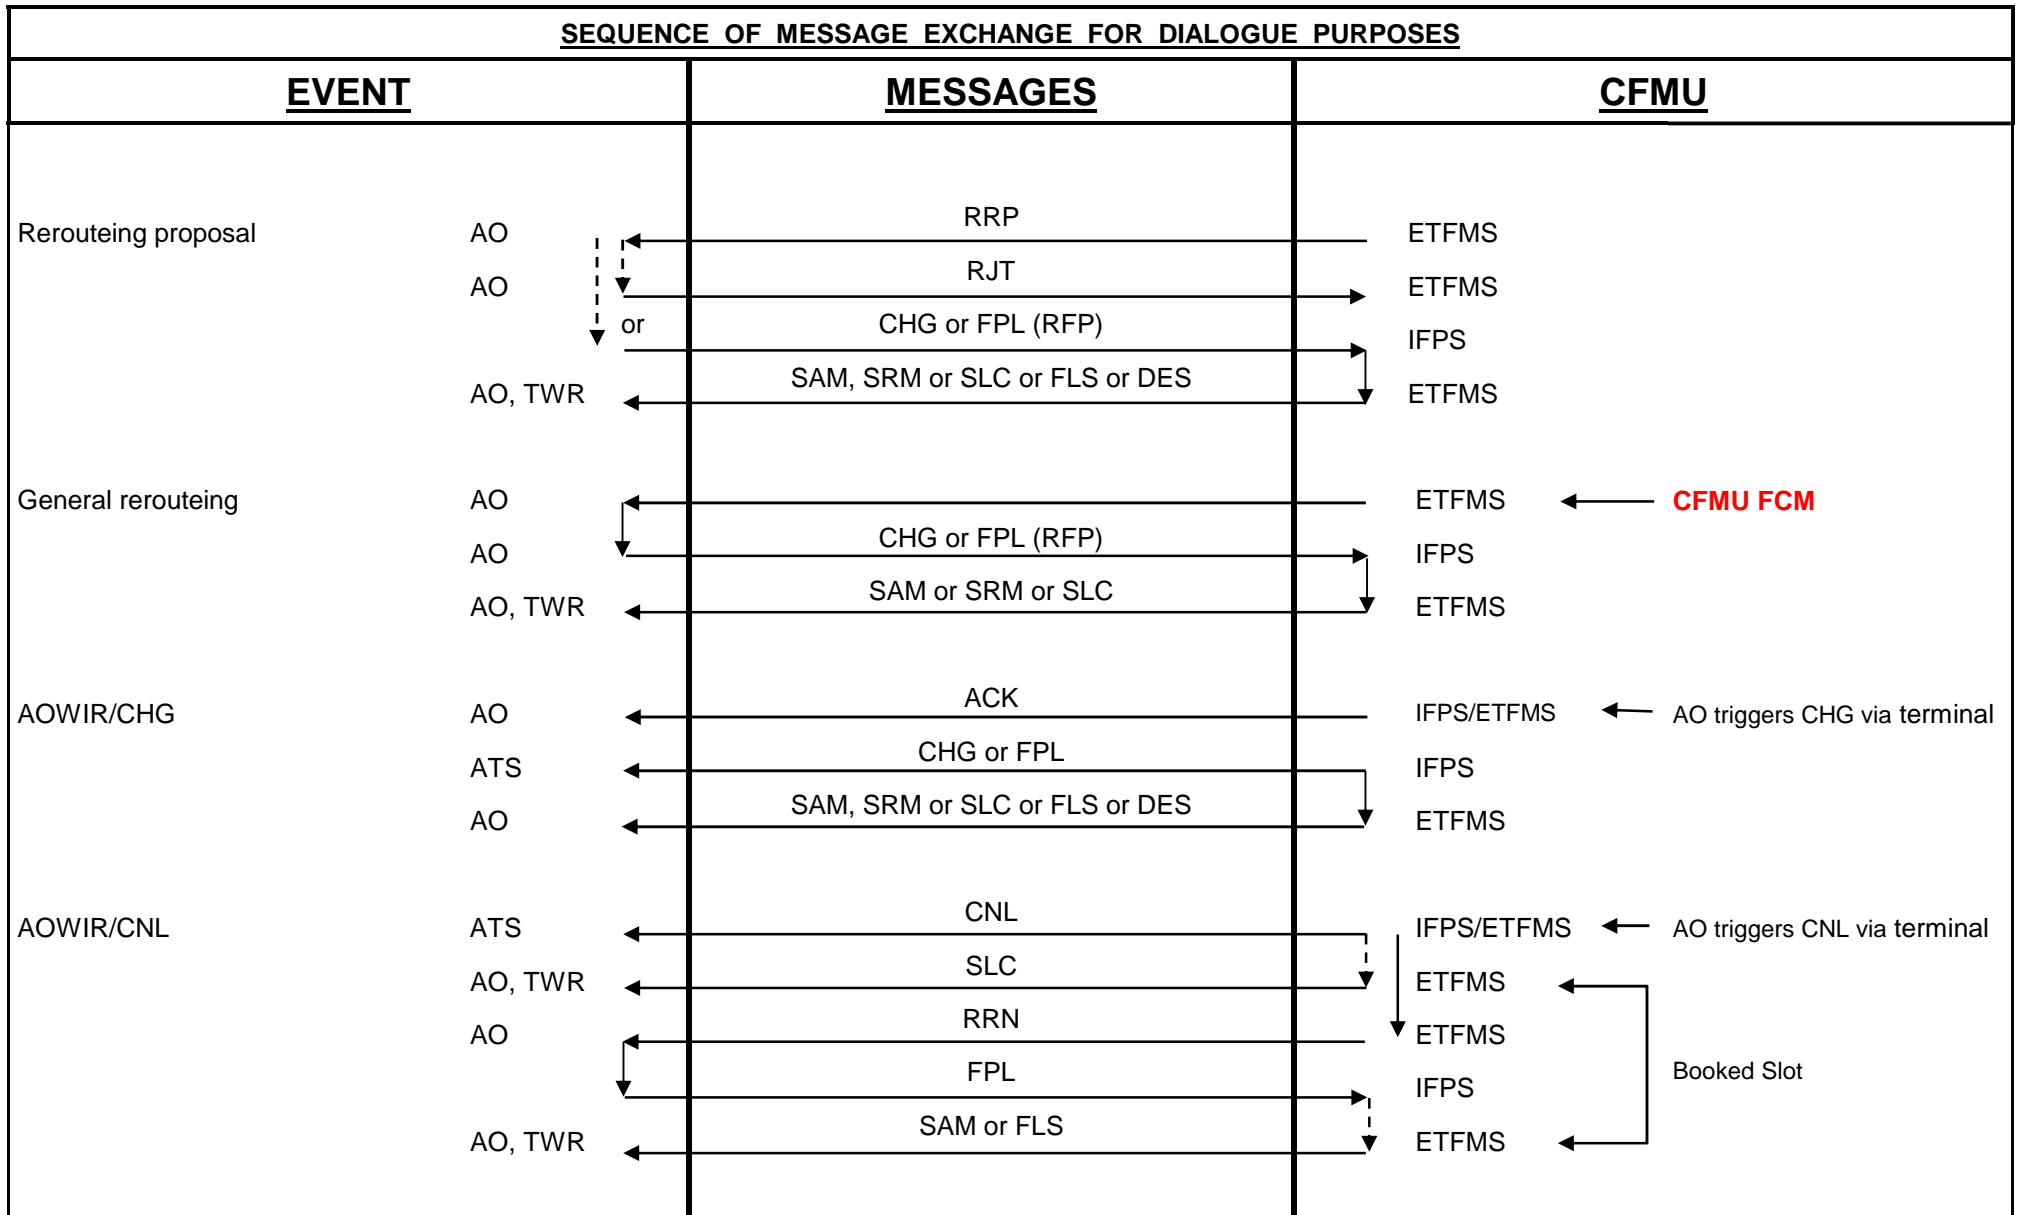 SEQUENCE OF MESSAGE EXCHANGE FOR DIALOGUE PURPOSES
EVENT MESSAGES CFMU
RRP
Rerouteing proposal AO ETFMS
RJT
AO ETFMS
or CHG or FPL (RFP) IFPS
SAM, SRM or SLC or FLS or DES
AO, TWR ETFMS
General rerouteing AO ETFMS CFMU FCM
CHG or FPL (RFP)
AO IFPS
SAM or SRM or SLC
AO, TWR ETFMS
ACK
AOWIR/CHG AO IFPS/ETFMS AO triggers CHG via terminal
CHG or FPL
ATS IFPS
SAM, SRM or SLC or FLS or DES
AO ETFMS
CNL
AOWIR/CNL ATS IFPS/ETFMS AO triggers CNL via terminal
SLC
AO, TWR ETFMS
RRN
AO ETFMS
FPL Booked Slot
IFPS
SAM or FLS
AO, TWR ETFMS